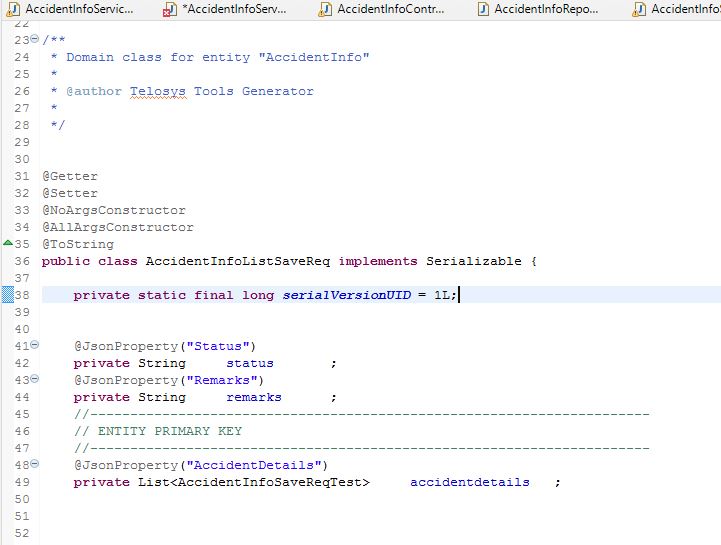 AccidentInfoServic...
*AccidentInfoServ...
AccidentInfoContr...
AccidentInfoRepo...
AccidentInfoS
22
23 /**
24 * Domain class for entity "AccidentInfo"
25 *
26 * @author Telosys Tools Generator
27 *
28 */
29
30
31 @Getter
32 @Setter
33 @NoArgsConstructor
34 @AllArgsConstructor
35 @ToString
36 public class AccidentInfoListSaveReq implements Serializable {
37
38 private static final long serialVersionUID = 1L;
39
40
41 @JsonProperty("Status")
42 private String status ;
43 @JsonProperty("Remarks")
44 private String remarks ;
45 //----------------------------------------------------------------------
46 // ENTITY PRIMARY KEY
47 //----------------------------------------------------------------------
48 @JsonProperty("AccidentDetails")
49 private List<AccidentInfoSaveReqTest> accidentdetails ;
50
51
52